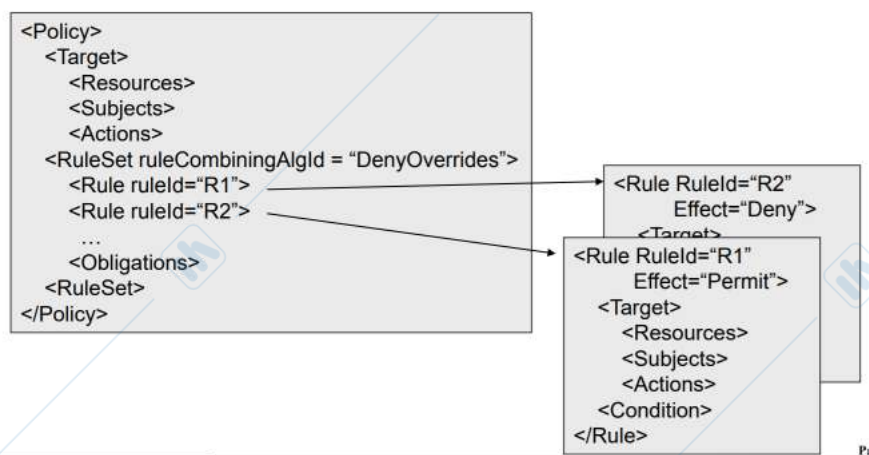 <Policy>
<Target>
<Resources>
<Subjects>
<Actions>
<RuleSet ruleCombiningAlgId = “DenyOverrides”>
<Rule ruleId=“R1”>
<Rule ruleId=“R2”>
…
<Obligations>
<RuleSet>
</Policy>
<Rule RuleId=“R2”
Effect=“Deny”>
<Target>
<Rule RuleId=“R1”
Effect=“Permit”>
<Target>
<Resources>
<Subjects>
<Actions>
<Condition>
</Rule>